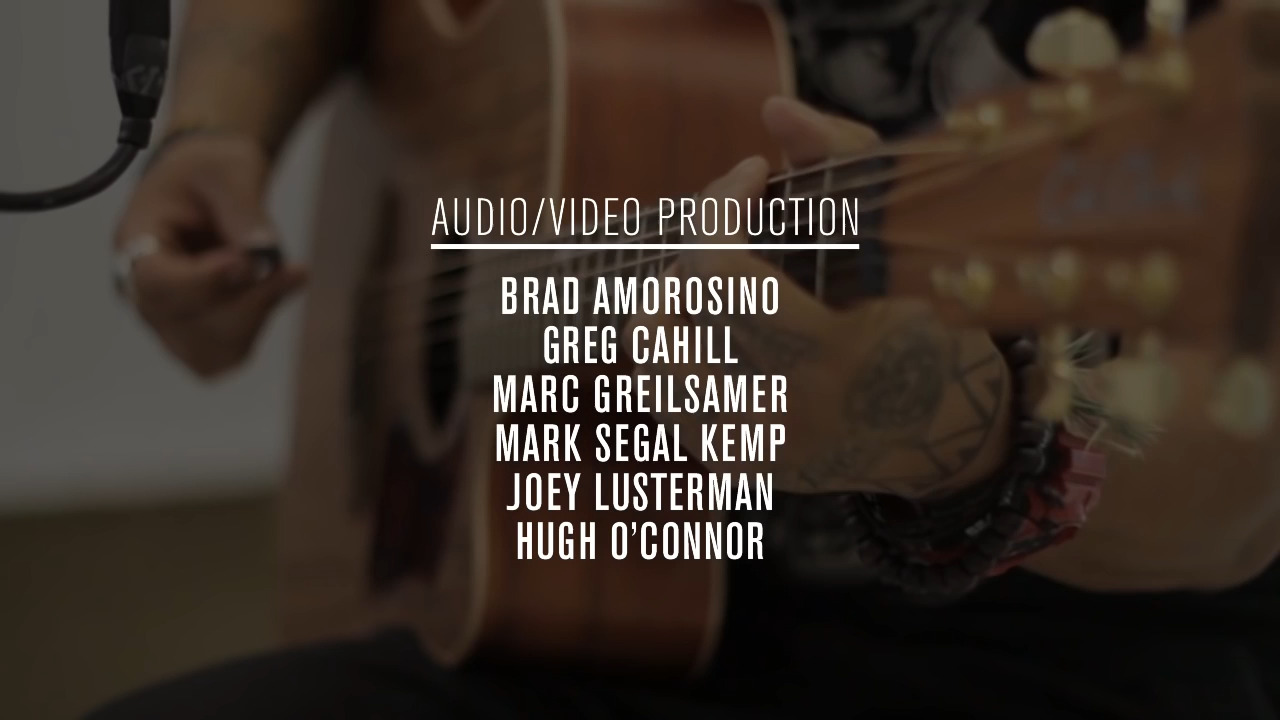 AUDIO/VIDEO PRODUCTION
BRAD AMOROSINO
GREG CAHILL
MARC GREILSAMER
MARK SEGAL KEMP
JOEY LUSTERMAN
HUGH O’CONNOR